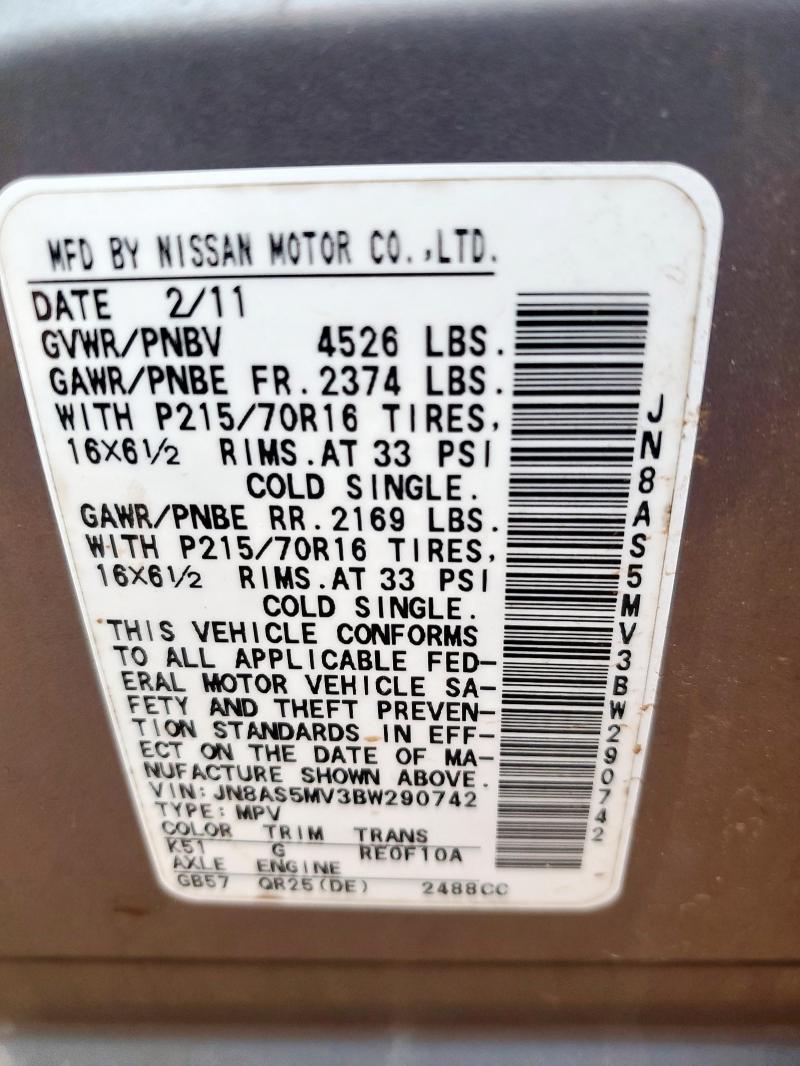 MFD BY NISSAN MOTOR CO.,LTD.
DATE 2/11
GVWR/PNBV 4526 LBS.
GAWR/PNBE FR. 2374 LBS.
WITH P215/70R16 TIRES,
16X6½ RIMS.AT 33 PSI
COLD SINGLE.
GAWR/PNBE RR. 2169 LBS.
WITH P215/70R16 TIRES,
16X6½ RIMS.AT 33 PSI
COLD SINGLE.
THIS VEHICLE CONFORMS
TO ALL APPLICABLE FED-
ERAL MOTOR VEHICLE SA-
FETY AND THEFT PREVEN-
TION STANDARDS IN EFF-
ECT ON THE DATE OF MA-
NUFACTURE SHOWN ABOVE.
VIN:JN8AS5MV3BW290742
TYPE:MPV
COLOR TRIM TRANS
K51 G RE0F10A
AXLE ENGINE
GB57 QR25(DE) 2488CC
JN8AS5MV3BW290742